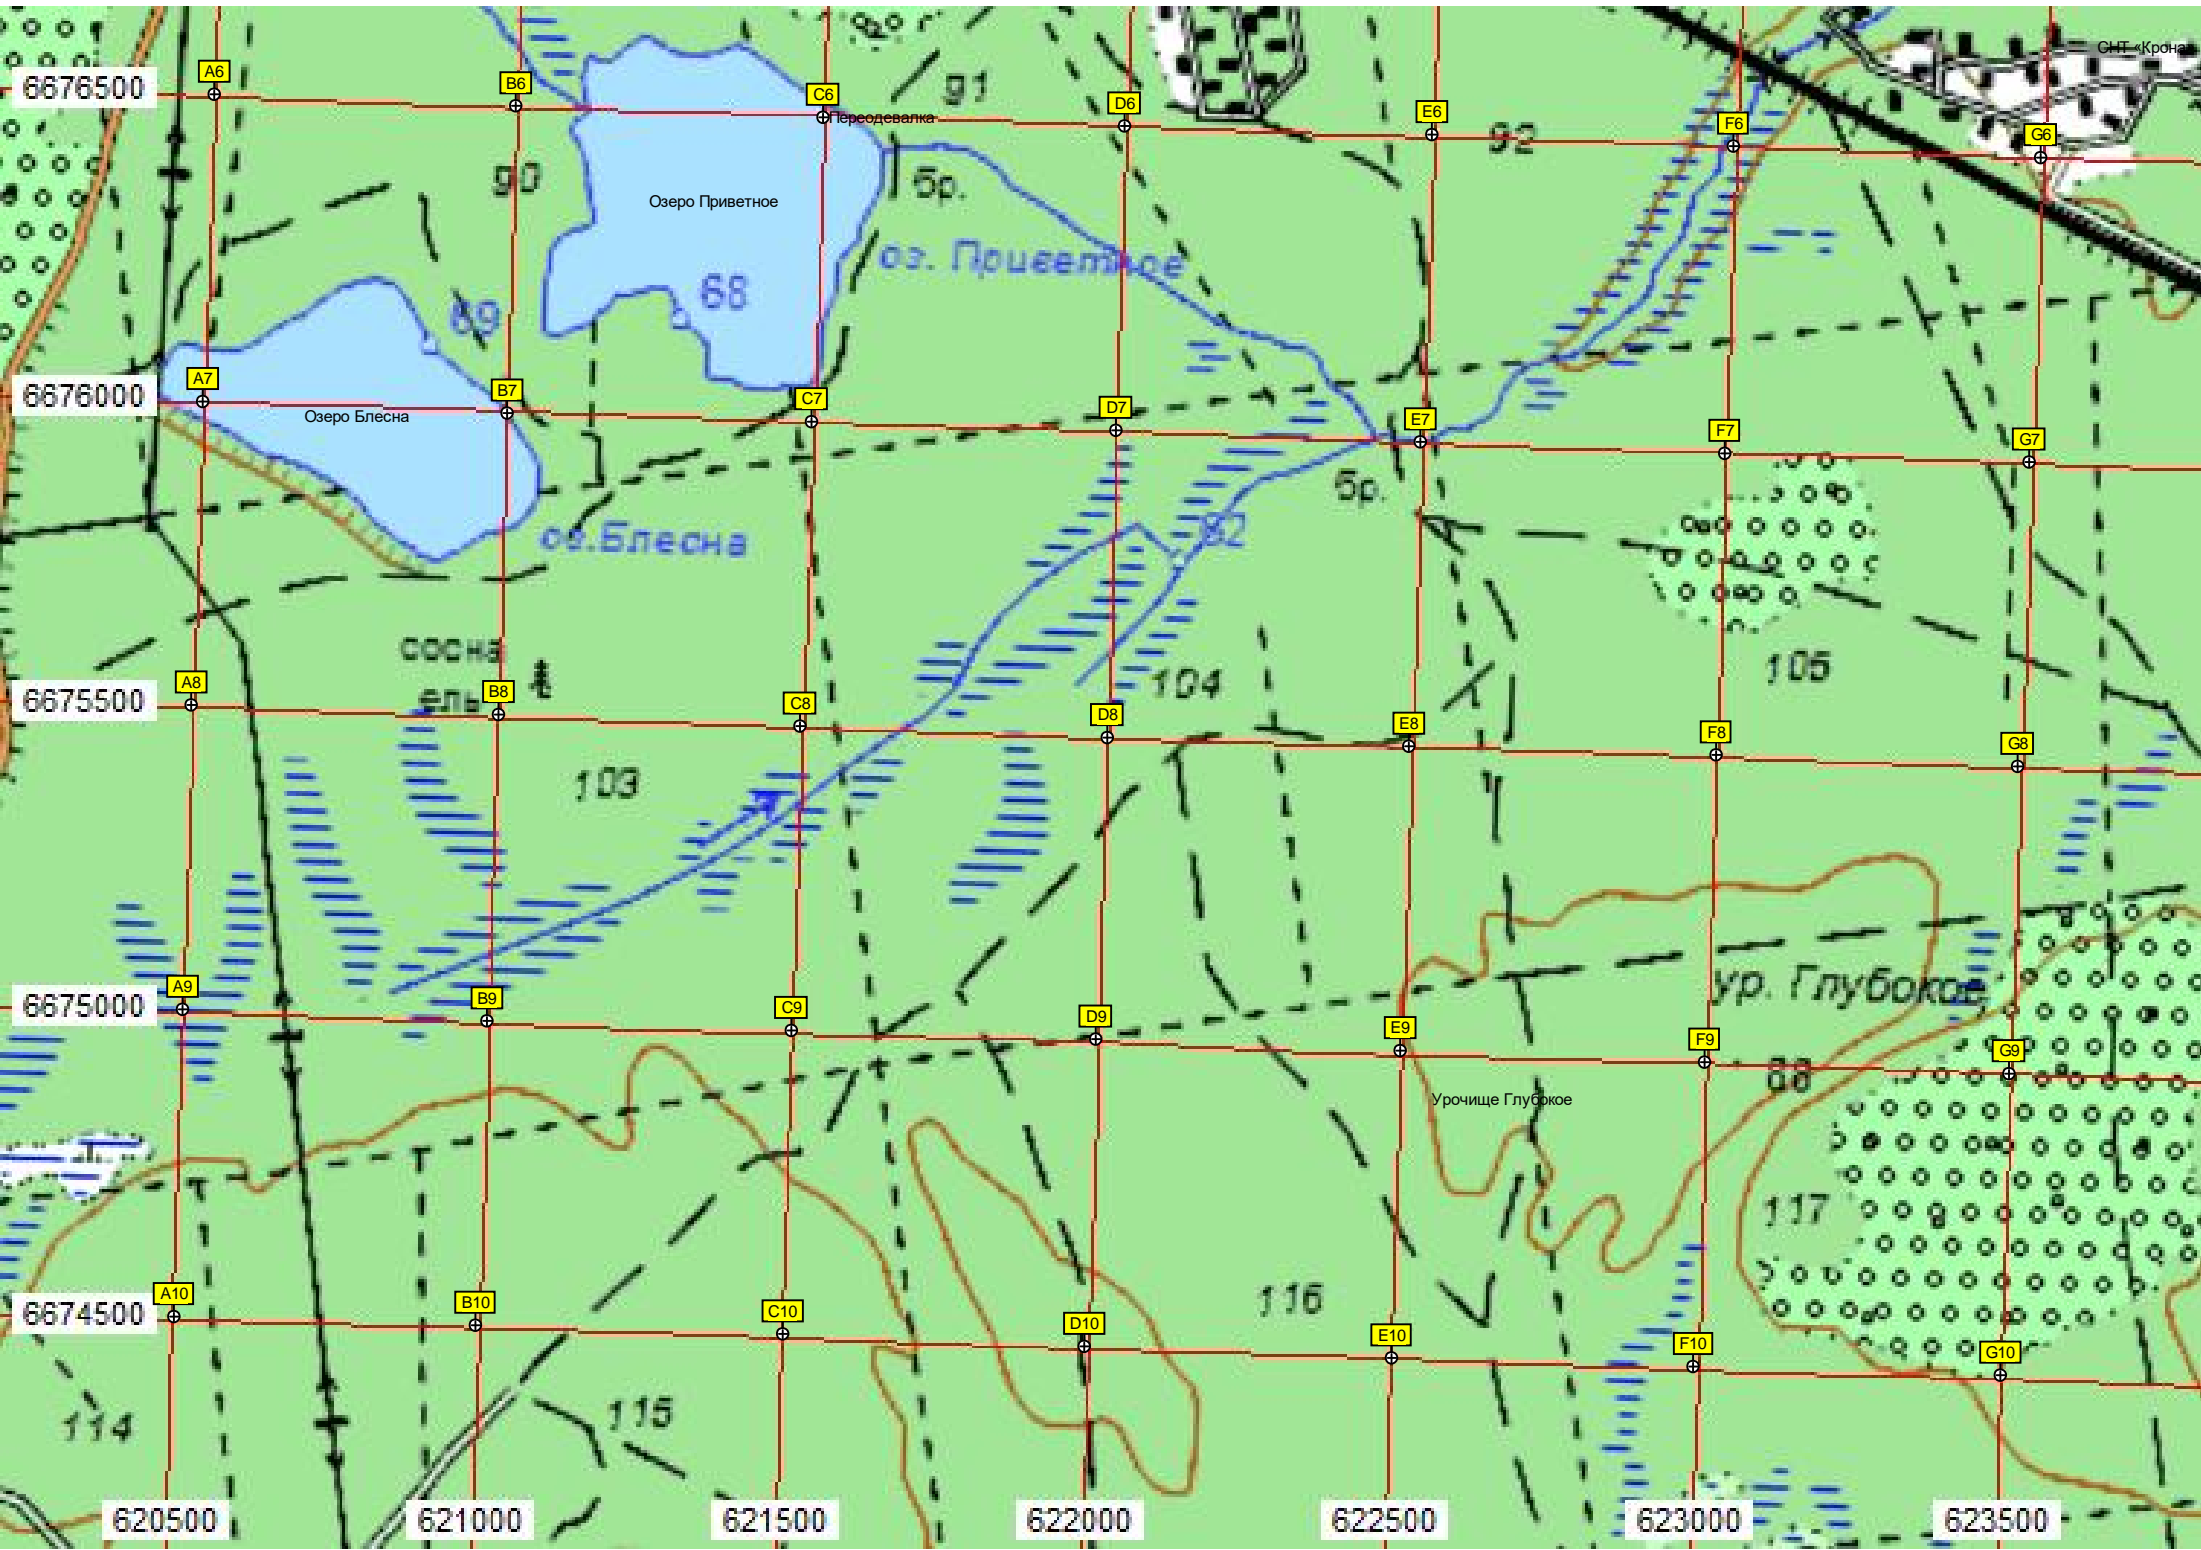 СНТ «Крона»
A6
B6
C6
D6
E6
F6
G6
6676500
91
92
Переодевалка
90
бр.
Озеро Приветное
оз. Приветное
69
68
6676000
A7
B7
C7
D7
E7
F7
G7
Озеро Блесна
бр.
оз.Блесна
82
сосна
ель
104
105
6675500
A8
B8
C8
D8
E8
F8
G8
103
ур. Глубокое
6675000
A9
B9
C9
D9
E9
F9
G9
88
Урочище Глубокое
117
116
6674500
A10
B10
C10
D10
E10
F10
G10
114
115
620500
621000
621500
622000
622500
623000
623500